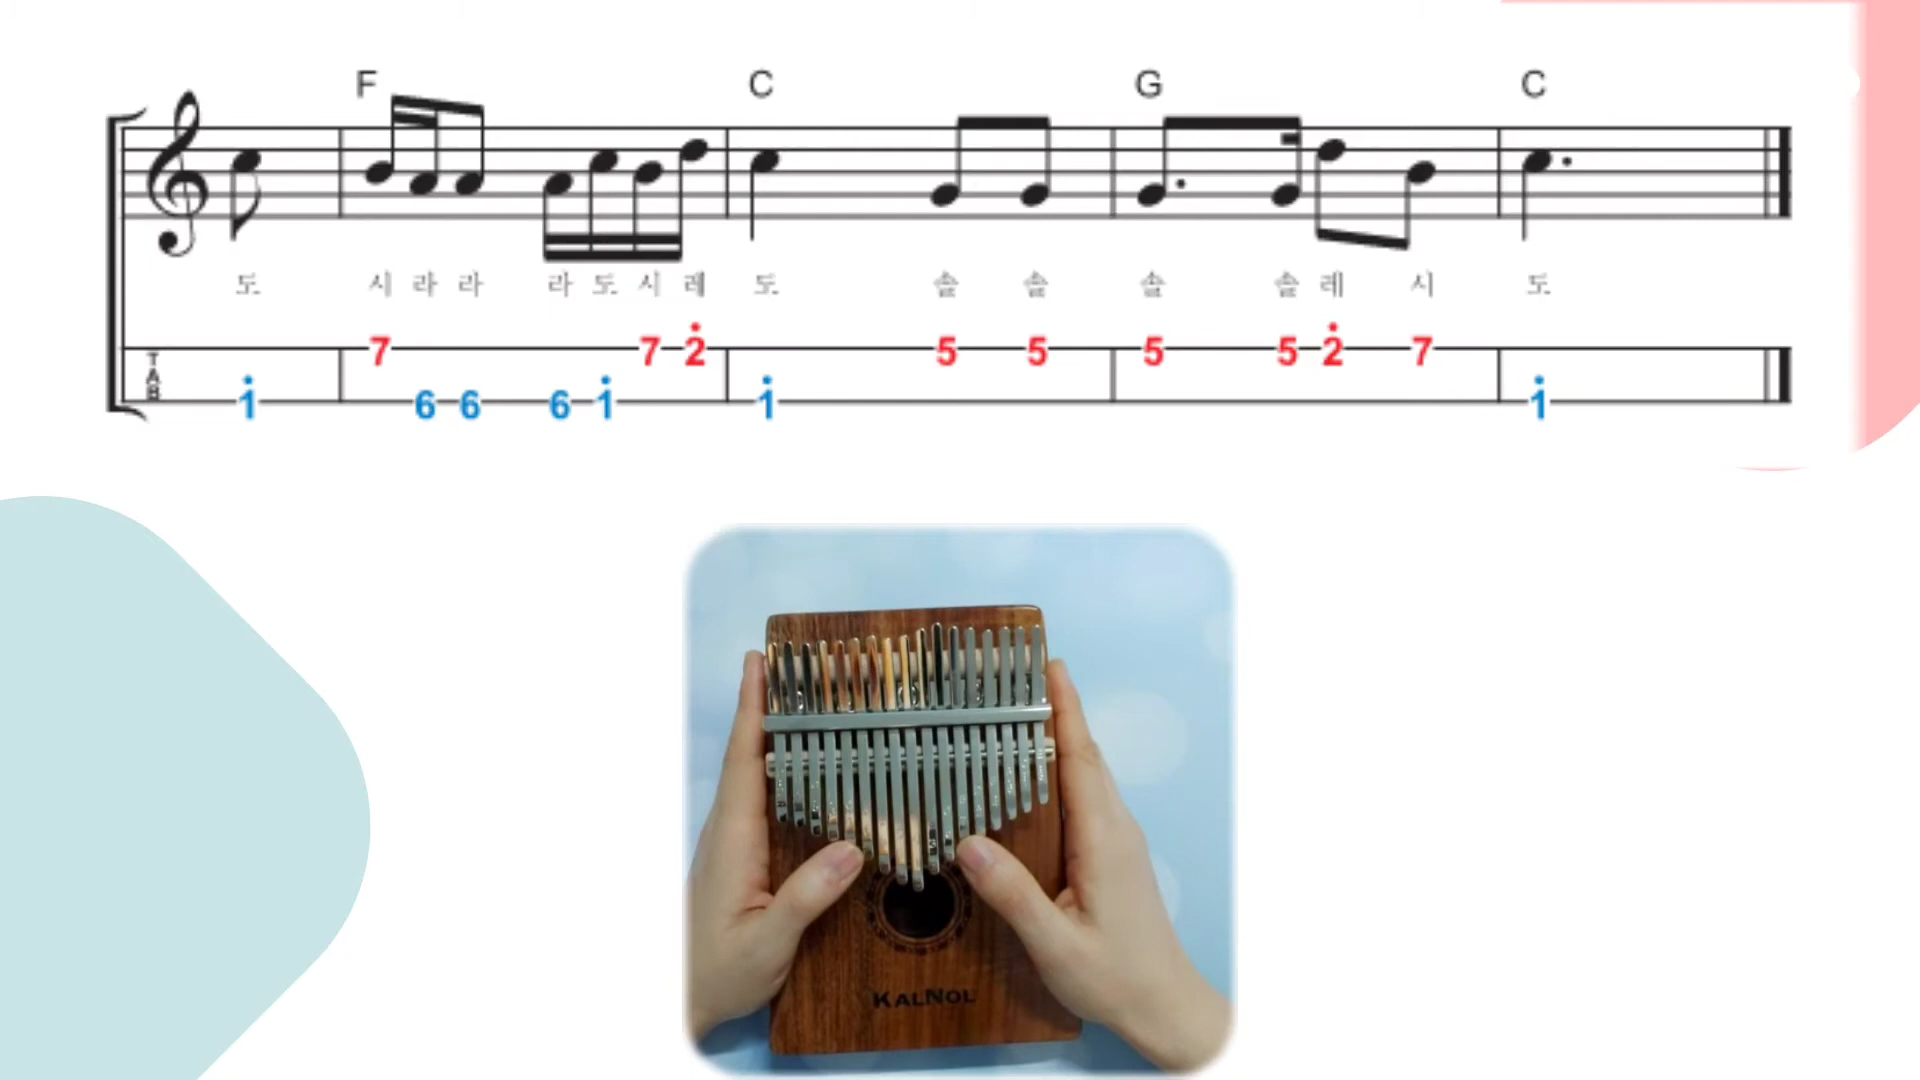 F C G C
도 시 라 라 라 도 시 레 도 솔 솔 솔 솔 레 시 도
7 7 2 5 5 5 5 2 7
TAB
1 6 6 6 1 1 1
KALNOL